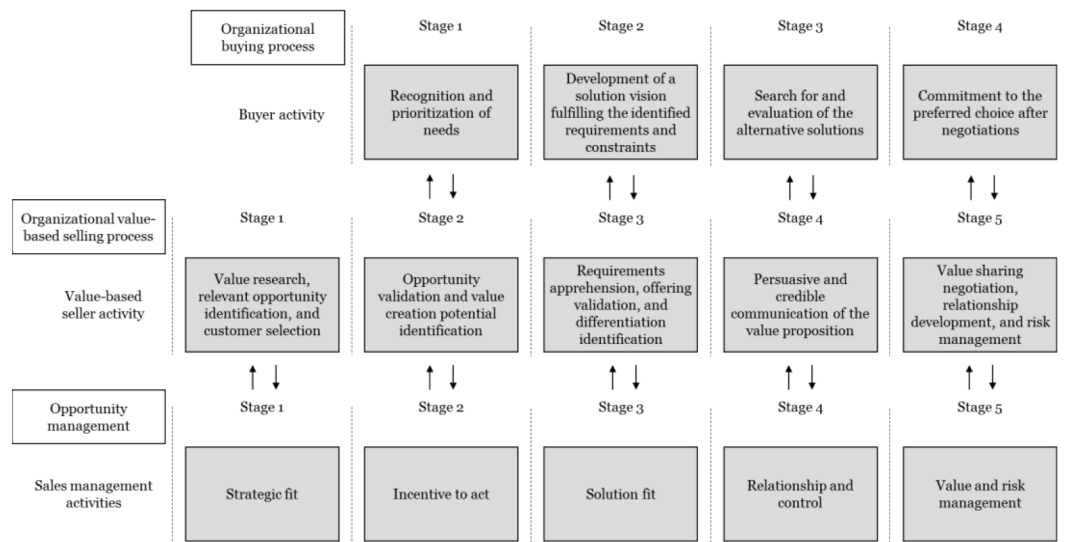 Organizational
buying process
Stage 1
Stage 2
Stage 3
Stage 4
Buyer activity
Recognition and
prioritization of
needs
Development of a
solution vision
fulfilling the identified
requirements and
constraints
Search for and
evaluation of the
alternative solutions
Commitment to the
preferred choice after
negotiations
Organizational value-
based selling process
Stage 1
Stage 2
Stage 3
Stage 4
Stage 5
Value-based
seller activity
Value research,
relevant opportunity
identification, and
customer selection
Opportunity
validation and value
creation potential
identification
Requirements
apprehension, offering
validation, and
differentiation
identification
Persuasive and
credible
communication of the
value proposition
Value sharing
negotiation,
relationship
development, and risk
management
Opportunity
management
Stage 1
Stage 2
Stage 3
Stage 4
Stage 5
Sales management
activities
Strategic fit
Incentive to act
Solution fit
Relationship and
control
Value and risk
management